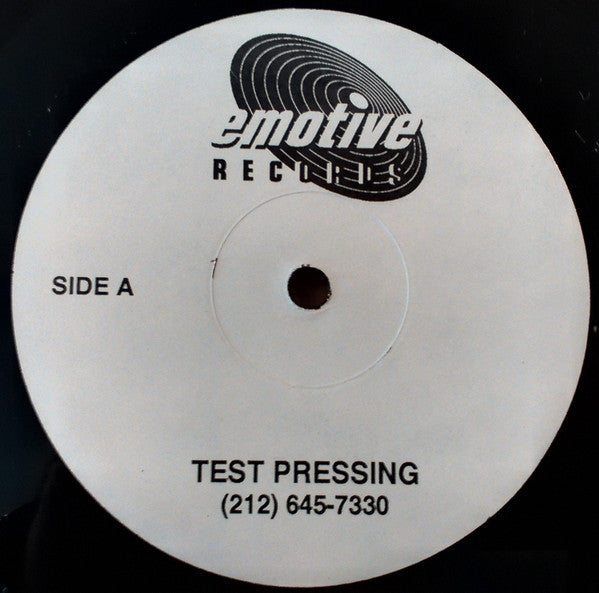 emotive
RECORDS
SIDE A
TEST PRESSING
(212) 645-7330